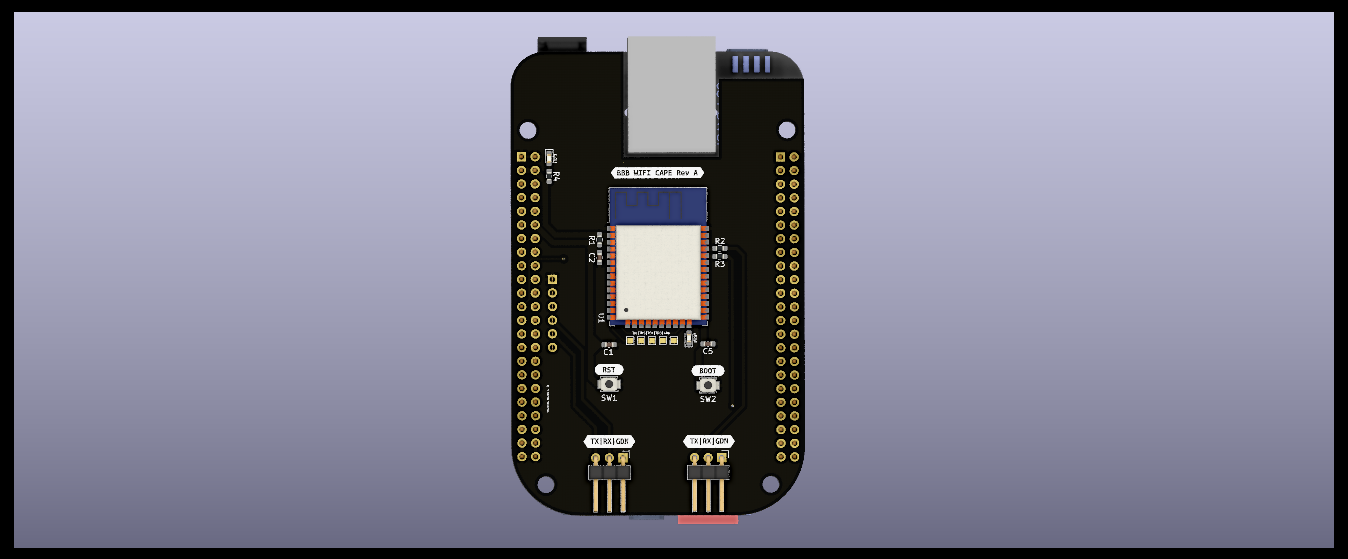 BBB WIFI CAPE Rev A
R4
R1
R2
C2
R3
U1
C1
C5
RST
BOOT
SW1
SW2
TX|RX|GDN
TX|RX|GDN